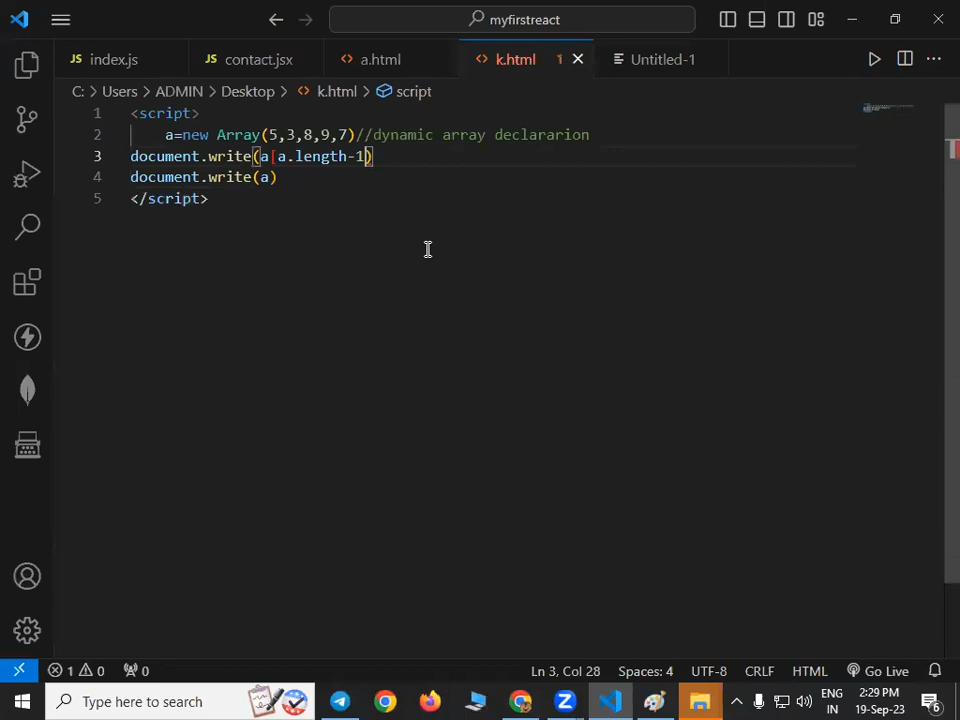 myfirstreact
index.js
contact.jsx
a.html
k.html 1
Untitled-1
C: > Users > ADMIN > Desktop > k.html > script
1 <script>
2 a=new Array(5,3,8,9,7)//dynamic array declararion
3 document.write(a[a.length-1)
4 document.write(a)
5 </script>
1 0 0
Ln 3, Col 28 Spaces: 4 UTF-8 CRLF HTML Go Live
Type here to search
ENG
IN
2:29 PM
19-Sep-23
6